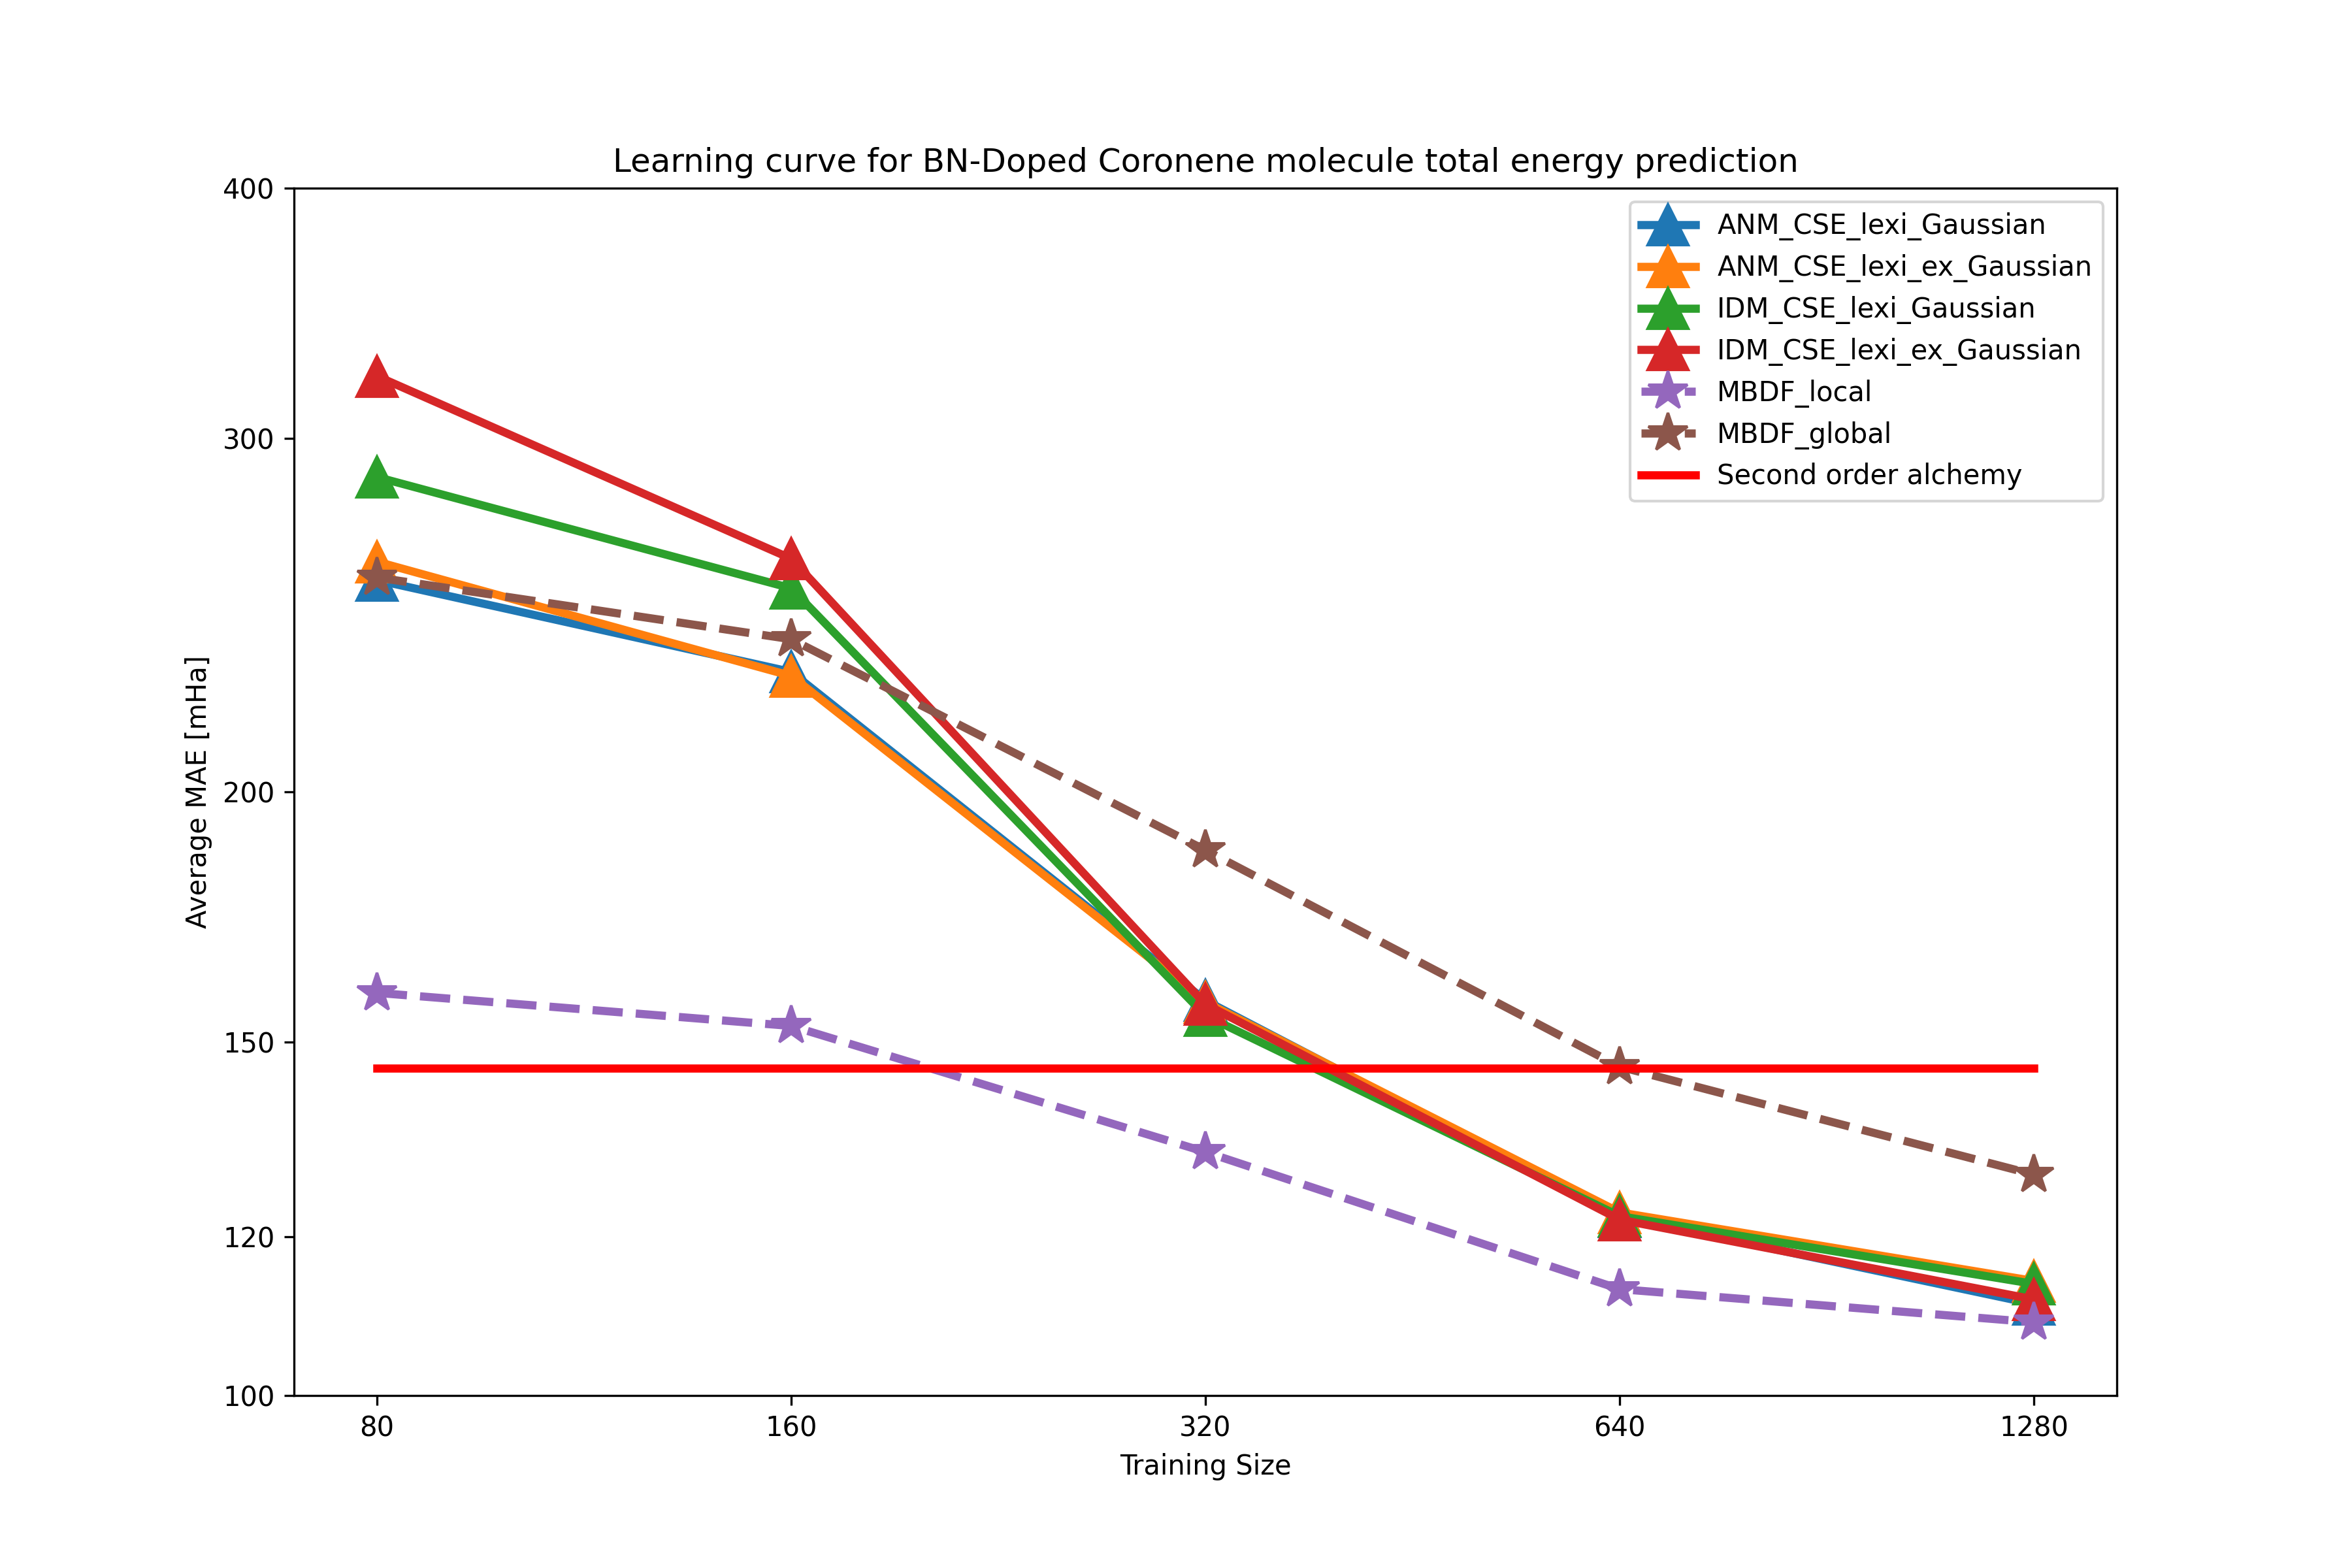 Learning curve for BN-Doped Coronene molecule total energy prediction
400
300
200
150
120
100
Average MAE [mHa]
ANM_CSE_lexi_Gaussian
ANM_CSE_lexi_ex_Gaussian
IDM_CSE_lexi_Gaussian
IDM_CSE_lexi_ex_Gaussian
MBDF_local
MBDF_global
Second order alchemy
80 160 320 640 1280
Training Size